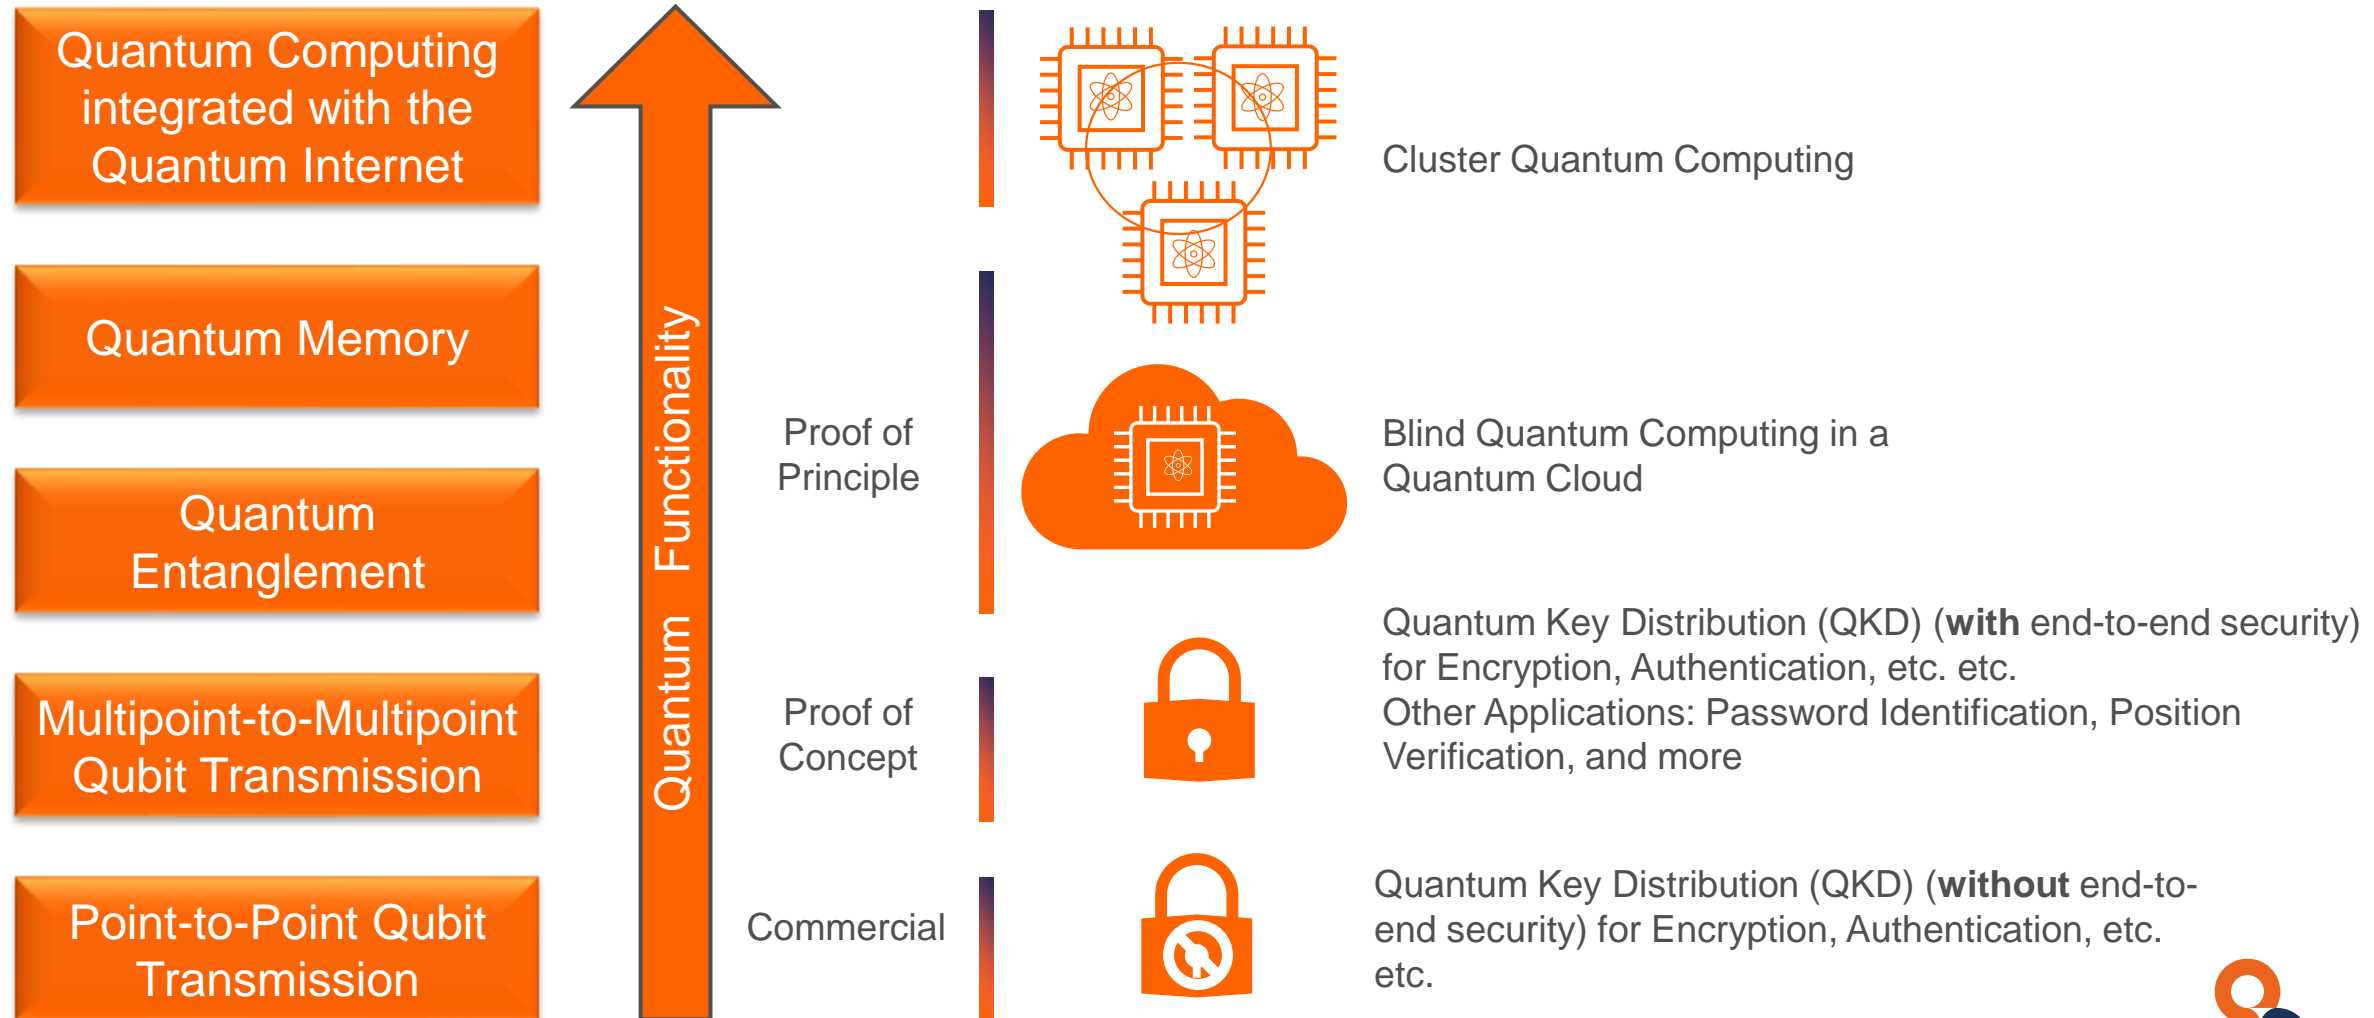 Quantum Computing
integrated with the
Quantum Internet
Quantum Memory
Quantum
Entanglement
Multipoint-to-Multipoint
Qubit Transmission
Point-to-Point Qubit
Transmission
Quantum Functionality
Proof of
Principle
Proof of
Concept
Commercial
Cluster Quantum Computing
Blind Quantum Computing in a
Quantum Cloud
Quantum Key Distribution (QKD) (with end-to-end security)
for Encryption, Authentication, etc. etc.
Other Applications: Password Identification, Position
Verification, and more
Quantum Key Distribution (QKD) (without end-to-
end security) for Encryption, Authentication, etc.
etc.